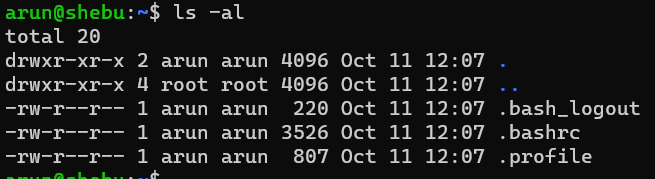 arun@shebu:~$ ls -al
total 20
drwxr-xr-x 2 arun arun 4096 Oct 11 12:07 .
drwxr-xr-x 4 root root 4096 Oct 11 12:07 ..
-rw-r--r-- 1 arun arun  220 Oct 11 12:07 .bash_logout
-rw-r--r-- 1 arun arun 3526 Oct 11 12:07 .bashrc
-rw-r--r-- 1 arun arun  807 Oct 11 12:07 .profile
arun@shebu:~$